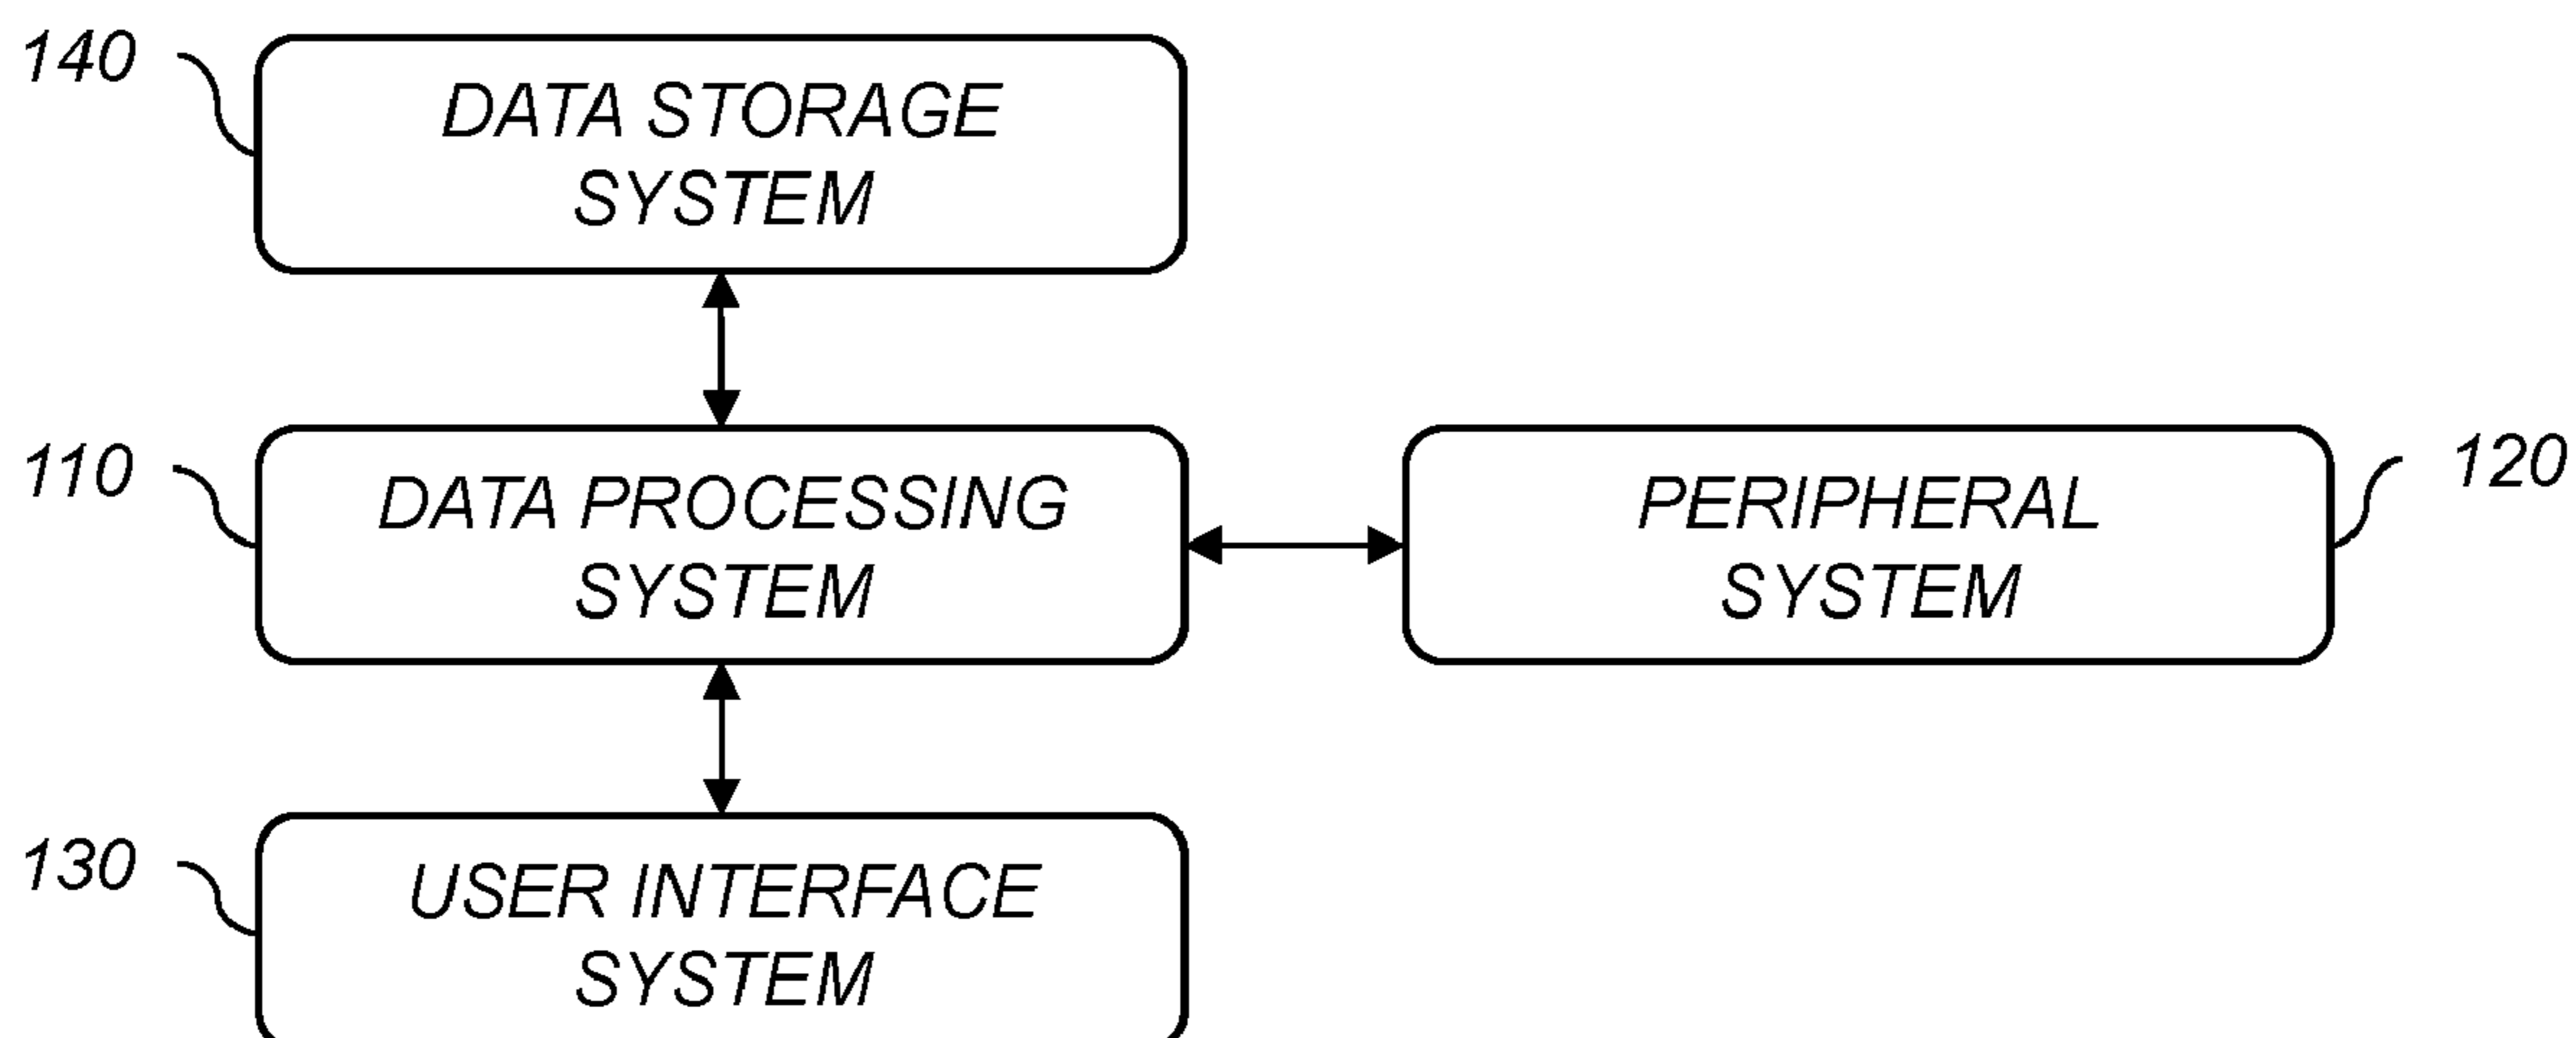 140
DATA STORAGE
SYSTEM
110
DATA PROCESSING
SYSTEM
PERIPHERAL
SYSTEM
120
130
USER INTERFACE
SYSTEM